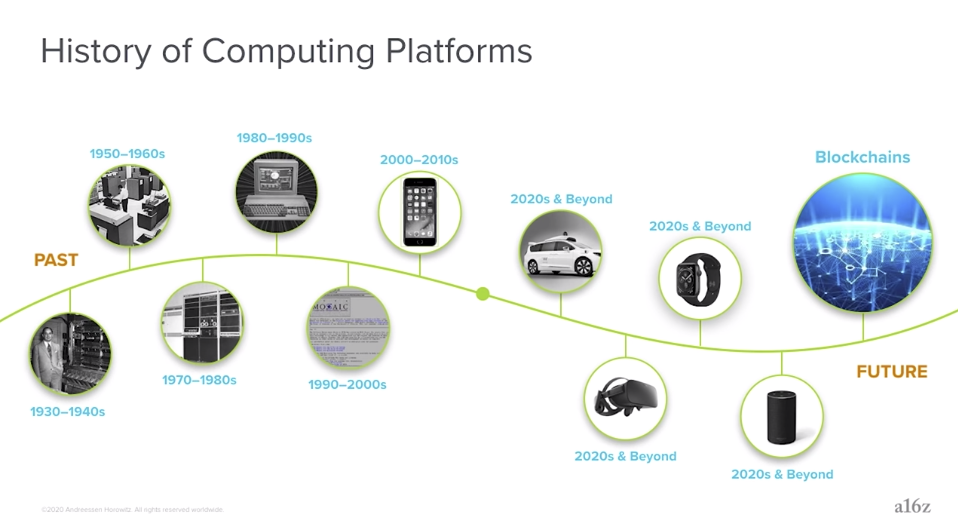 History of Computing Platforms
1980–1990s
1950–1960s
2000–2010s
Blockchains
2020s & Beyond
2020s & Beyond
PAST
MOSAIC
FUTURE
1970–1980s
1990–2000s
1930–1940s
2020s & Beyond
2020s & Beyond
©2020 Andreessen Horowitz. All rights reserved worldwide.
a16z